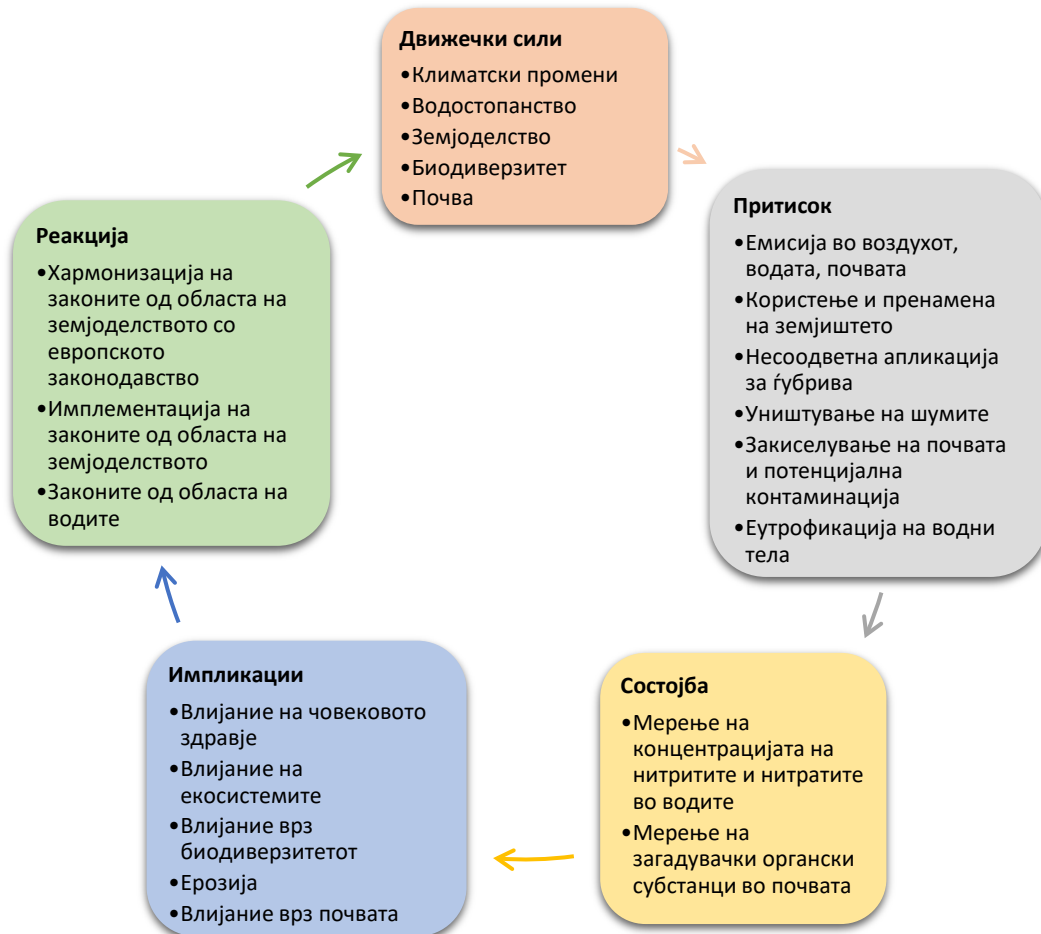 Движечки сили
•Климатски промени
•Водостопанство
•Земјоделство
•Биодиверзитет
•Почва
Притисок
•Емисија во воздухот,
водата, почвата
•Користење и пренамена
на земјиштето
•Несоодветна апликација
за ѓубрива
•Уништување на шумите
•Закиселување на почвата
и потенцијална
контаминација
•Еутрофикација на водни
тела
Состојба
•Мерење на
концентрацијата на
нитритите и нитратите
во водите
•Мерење на
загадувачки органски
субстанци во почвата
Импликации
•Влијание на човековото
здравје
•Влијание на
екосистемите
•Влијание врз
биодиверзитетот
•Ерозија
•Влијание врз почвата
Реакција
•Хармонизација на
законите од областа на
земјоделството со
европското
законодавство
•Имплементација на
законите од областа на
земјоделството
•Законите од областа на
водите